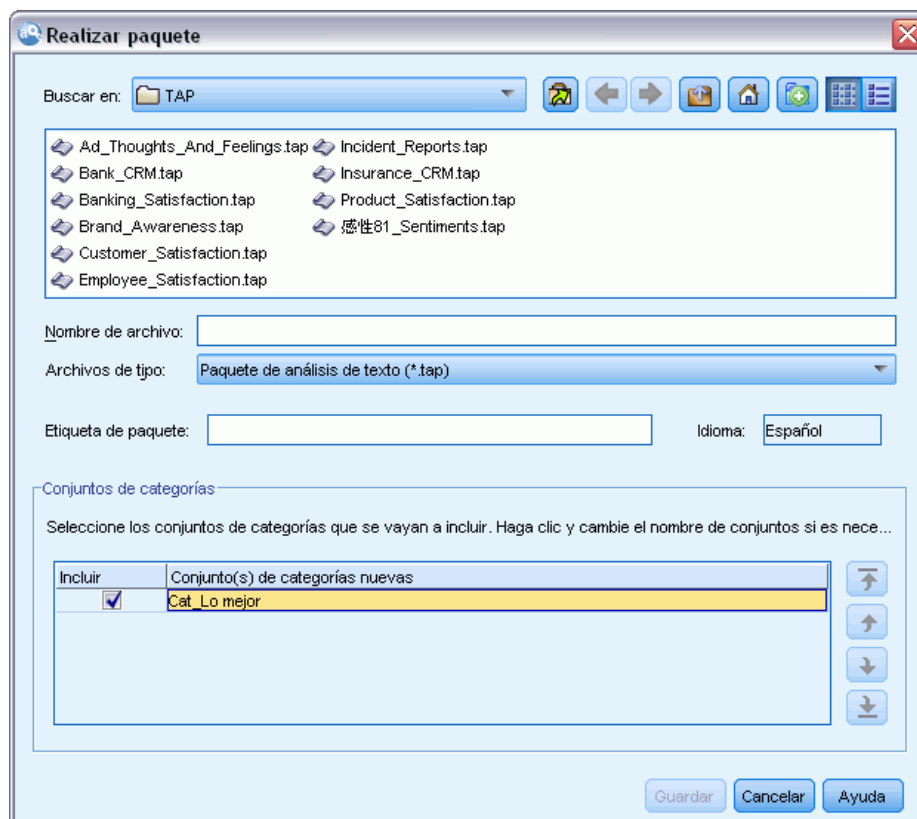 Realizar paquete
Buscar en: TAP
Ad_Thoughts_And_Feelings.tap Incident_Reports.tap
Bank_CRM.tap Insurance_CRM.tap
Banking_Satisfaction.tap Product_Satisfaction.tap
Brand_Awareness.tap 感性81_Sentiments.tap
Customer_Satisfaction.tap
Employee_Satisfaction.tap
Nombre de archivo:
Archivos de tipo: Paquete de análisis de texto (*.tap)
Etiqueta de paquete: Idioma: Español
Conjuntos de categorías
Seleccione los conjuntos de categorías que se vayan a incluir. Haga clic y cambie el nombre de conjuntos si es nece...
Incluir Conjunto(s) de categorías nuevas
Cat_Lo mejor
Guardar Cancelar Ayuda